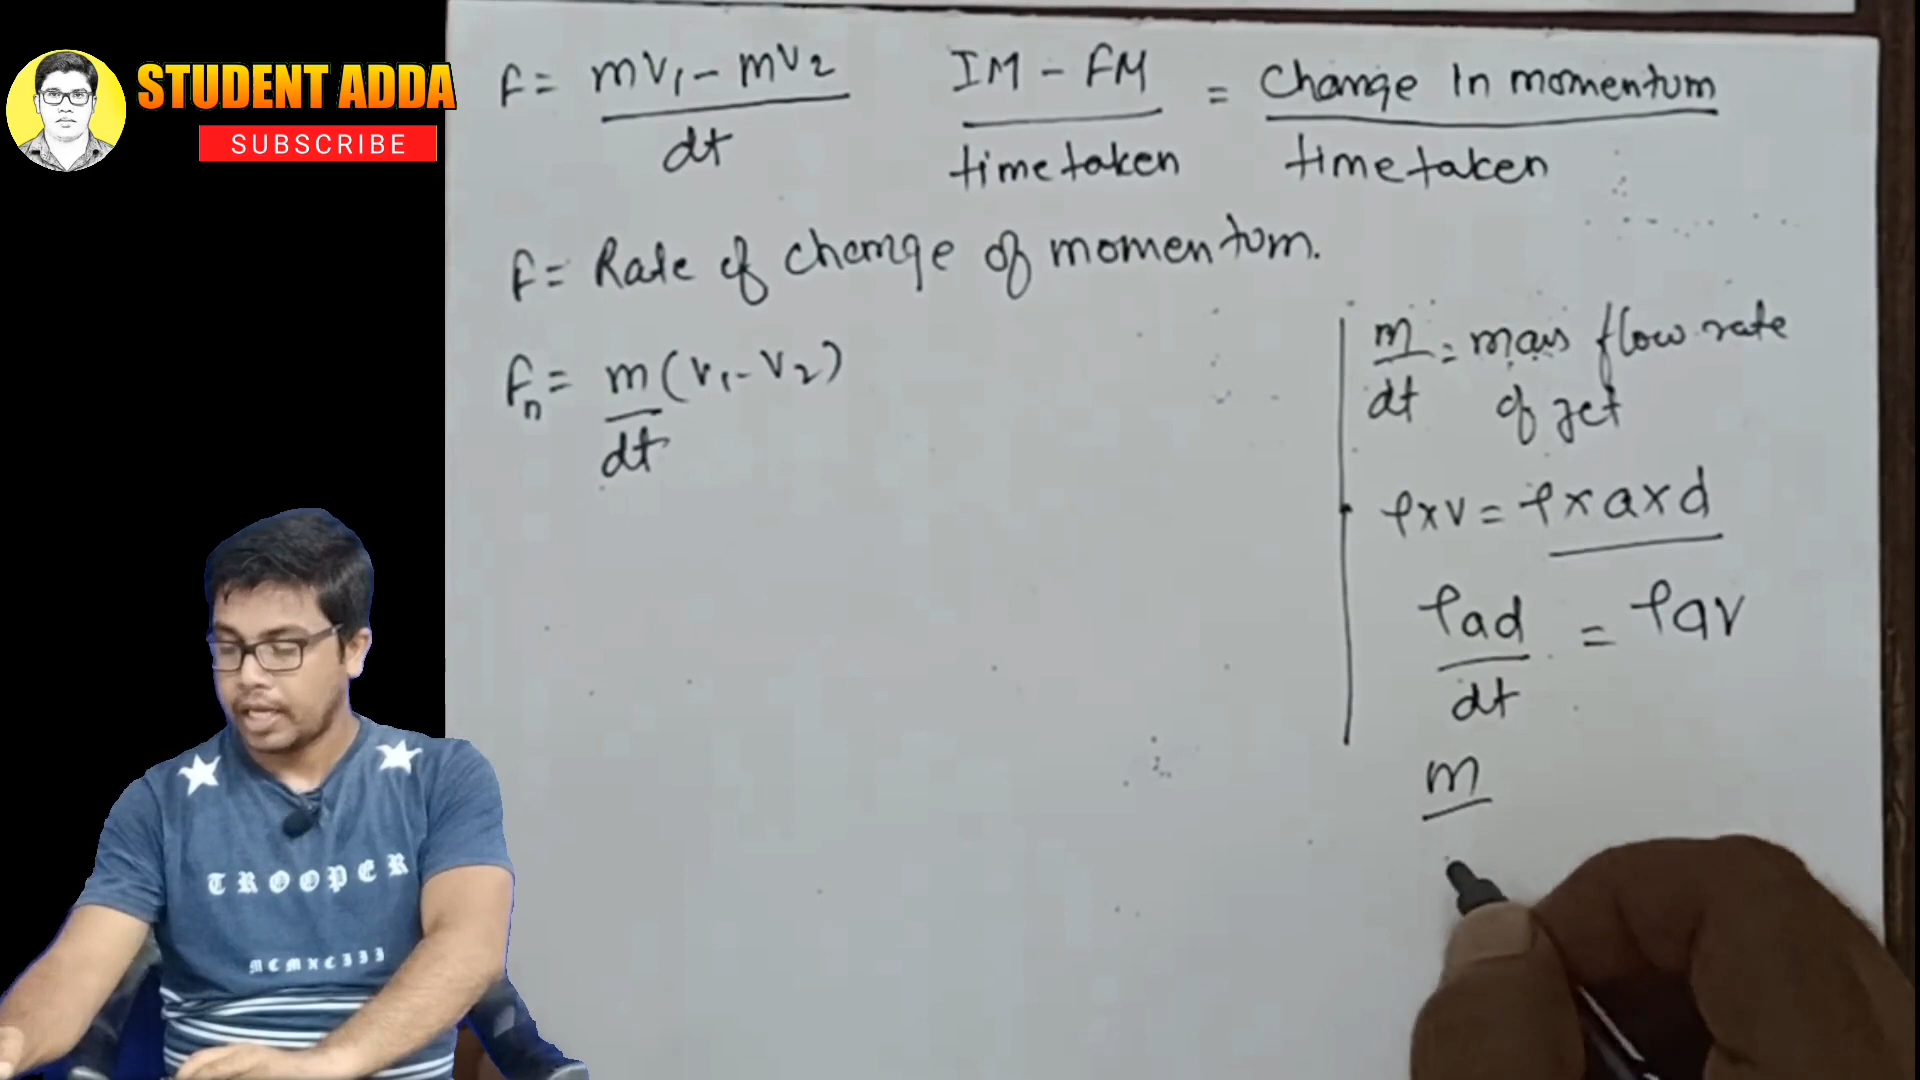 STUDENT ADDA
SUBSCRIBE
F = mv₁ - mv₂ / dt   IM - FM / time taken = Change In momentum / time taken
F = Rate of change of momentum.
Fₙ = m/dt (v₁ - v₂)
m/dt = mass flow rate
of jet
ρ x v = ρ x a x d
ρad / dt = ρav
m
TROOPER
MCMXCIII